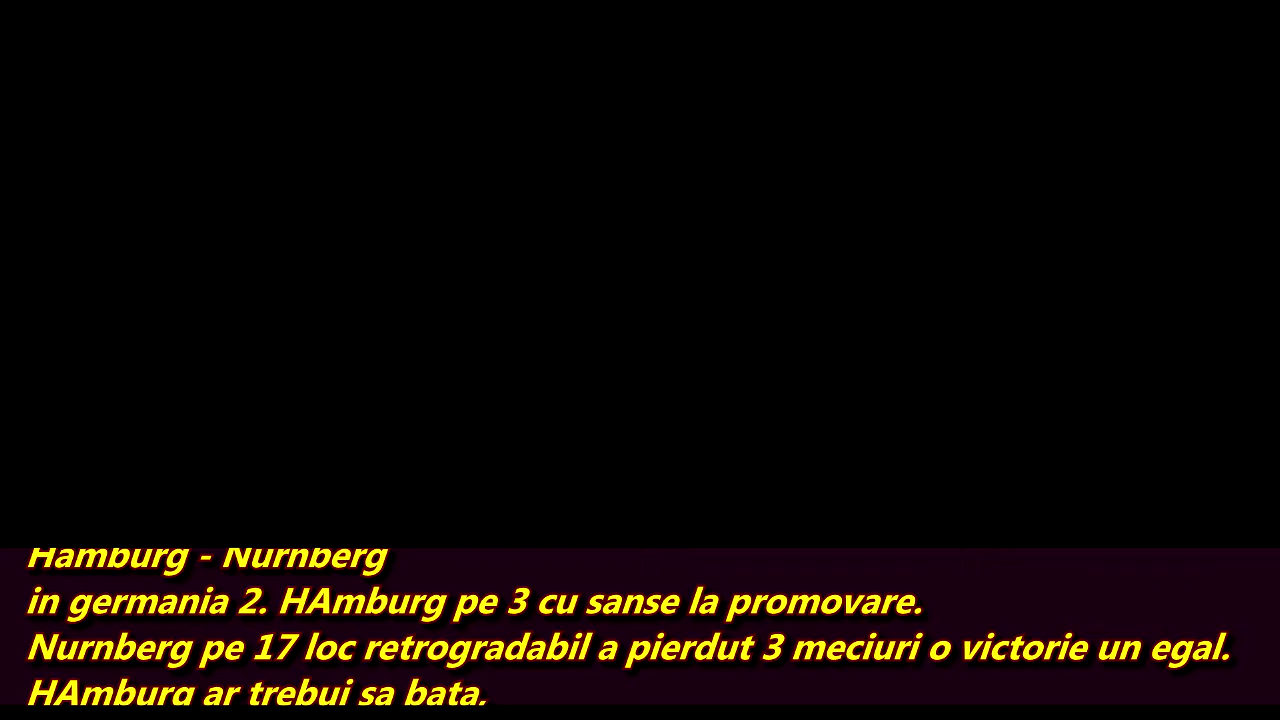 Hamburg - Nurnberg
in germania 2. HAmburg pe 3 cu sanse la promovare.
Nurnberg pe 17 loc retrogradabil a pierdut 3 meciuri o victorie un egal.
HAmburg ar trebui sa bata.